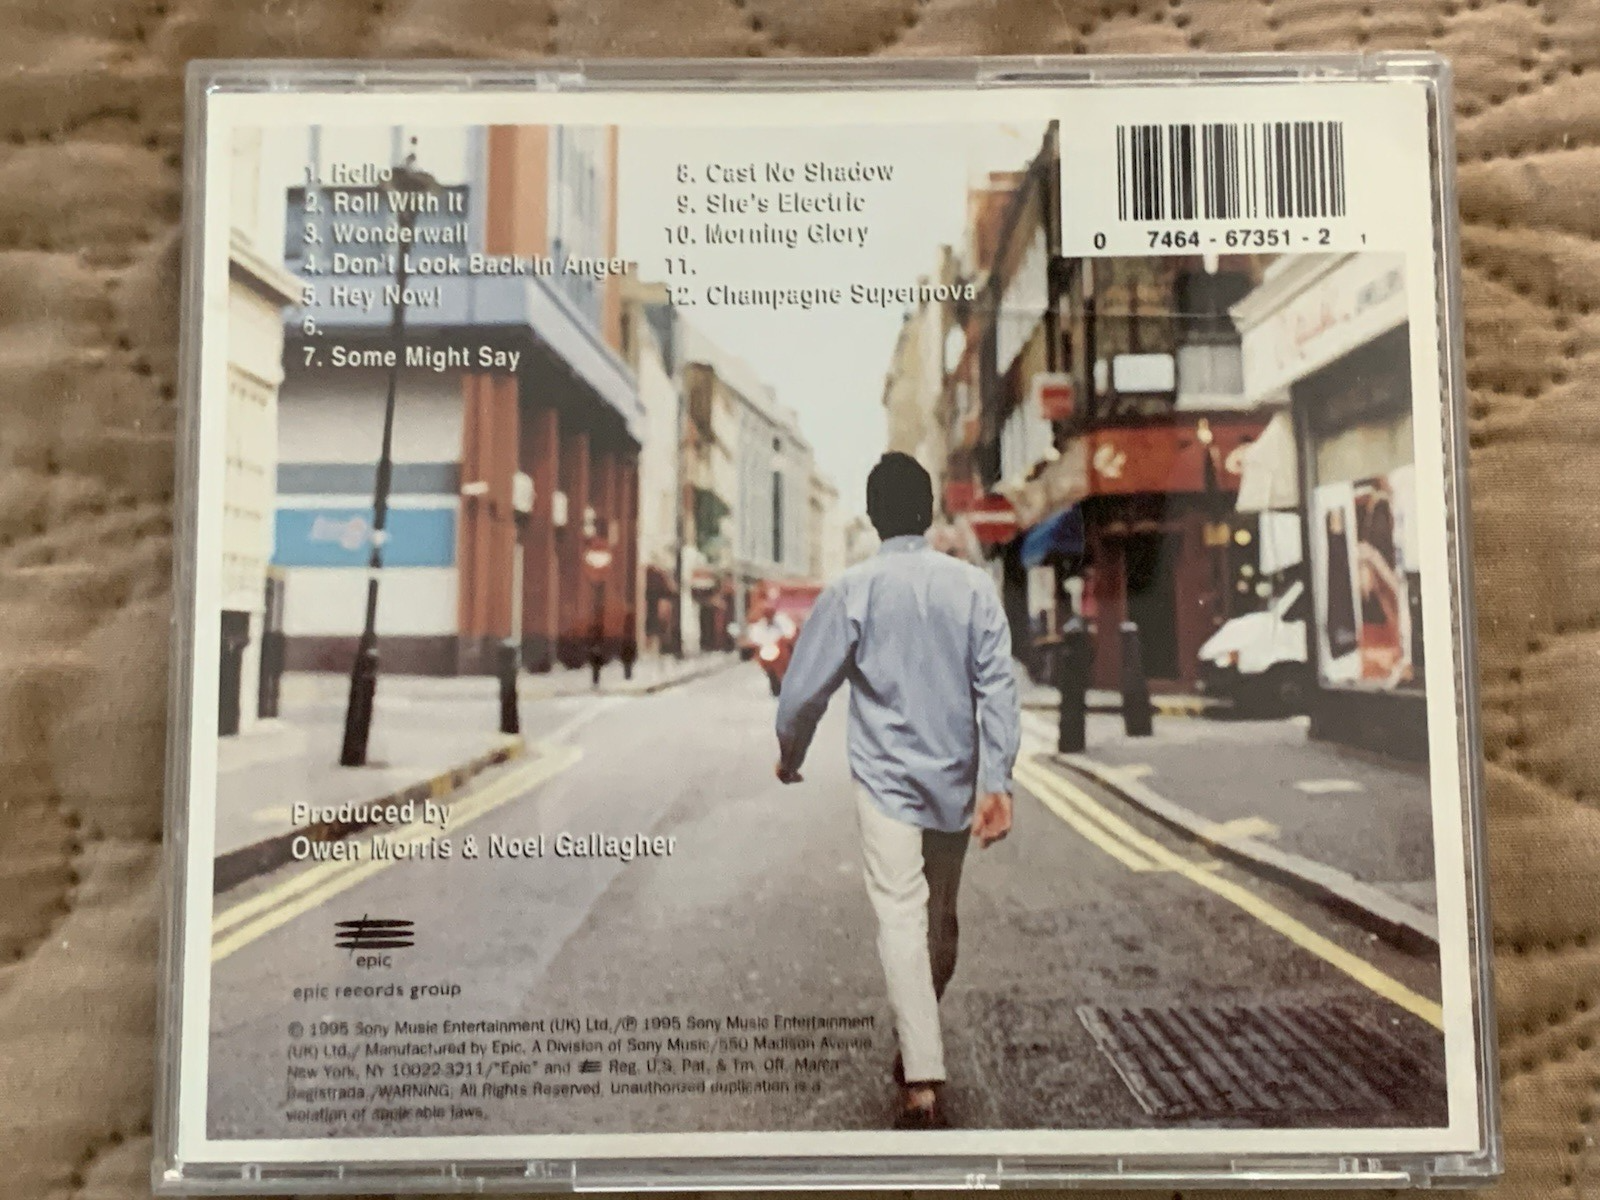 1. Hello
2. Roll With It
3. Wonderwall
4. Don't Look Back In Anger
5. Hey Now!
6.
7. Some Might Say
8. Cast No Shadow
9. She's Electric
10. Morning Glory
11.
12. Champagne Supernova
0 7464 - 67351 - 2 1
Produced by
Owen Morris & Noel Gallagher
epic
epic records group
© 1995 Sony Music Entertainment (UK) Ltd./℗ 1995 Sony Music Entertainment
(UK) Ltd./ Manufactured by Epic, A Division of Sony Music/550 Madison Avenue,
New York, NY 10022-3211/"Epic" and Reg. U.S. Pat. & Tm. Off. Marca
Registrada./WARNING: All Rights Reserved. Unauthorized duplication is a
violation of applicable laws.